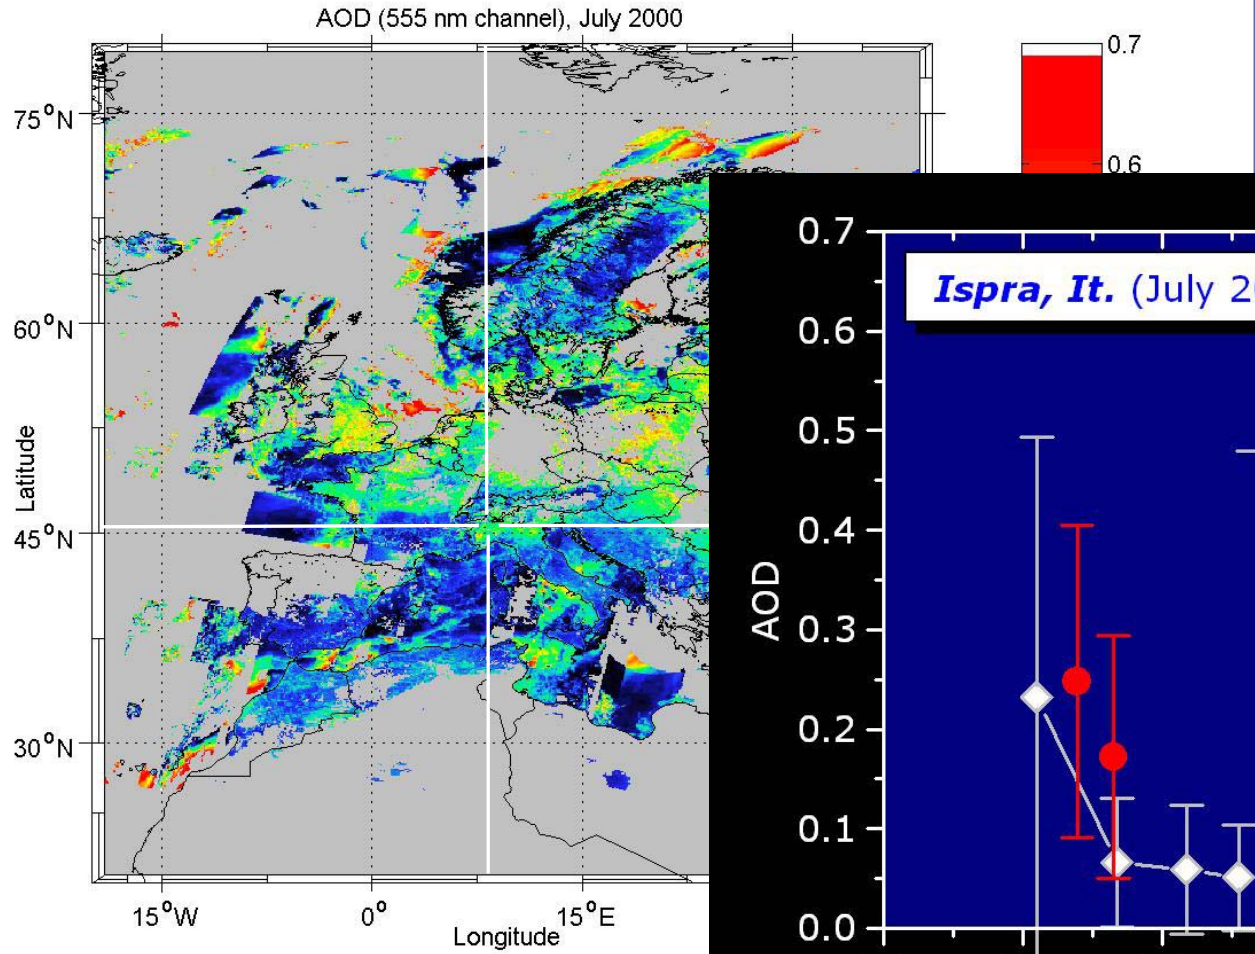 AOD (555 nm channel), July 2000
75°N
60°N
45°N
30°N
Latitude
15°W
0°
15°E
Longitude
0.7
0.6
0.7
0.6
0.5
0.4
0.3
0.2
0.1
0.0
AOD
Ispra, It. (July 20